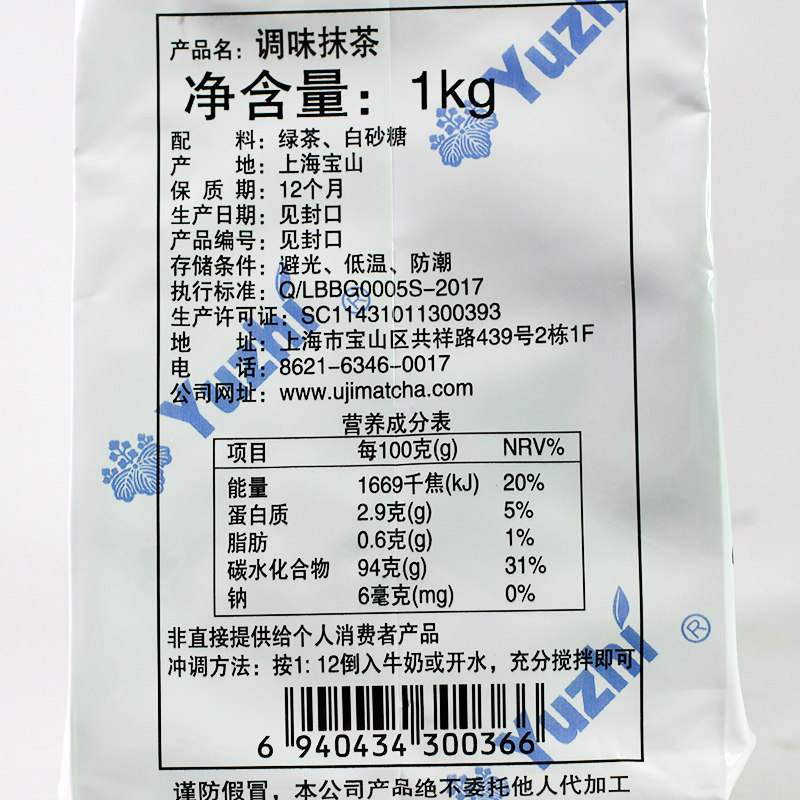 产品名：调味抹茶
净含量：1kg
配料：绿茶、白砂糖
产地：上海宝山
保质期：12个月
生产日期：见封口
产品编号：见封口
存储条件：避光、低温、防潮
执行标准：Q/LBBG0005S-2017
生产许可证：SC11431011300393
地址：上海市宝山区共祥路439号2栋1F
电话：8621-6346-0017
公司网址：www.ujimatcha.com
营养成分表
项目 每100克(g) NRV%
能量 1669千焦(kJ) 20%
蛋白质 2.9克(g) 5%
脂肪 0.6克(g) 1%
碳水化合物 94克(g) 31%
钠 6毫克(mg) 0%
非直接提供给个人消费者产品
冲调方法：按1:12倒入牛奶或开水，充分搅拌即可
6 940434 300366
谨防假冒，本公司产品绝不委托他人代加工
Yuzhi
Yuzhi ®
Yuzhi ®